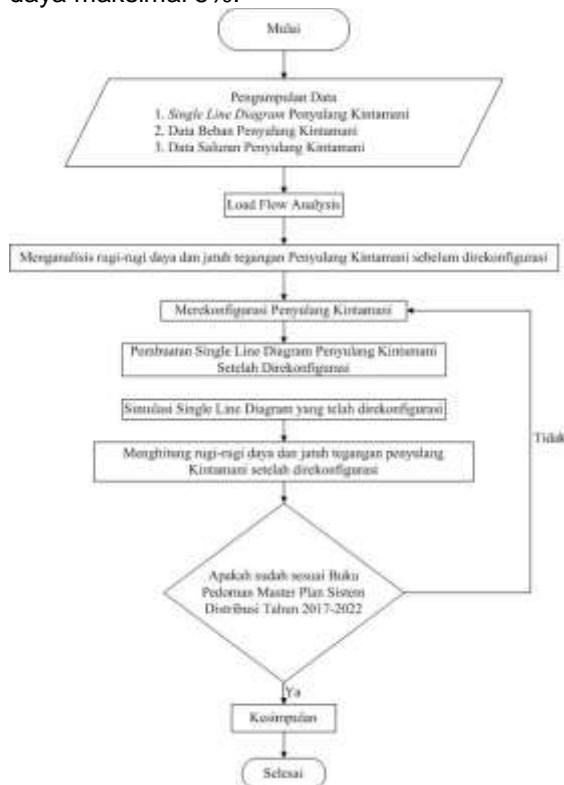 daya maksimal 5%.
Mulai
Pengumpulan Data
1. Single Line Diagram Penyulang Kintamani
2. Data Beban Penyulang Kintamani
3. Data Saluran Penyulang Kintamani
Load Flow Analysis
Menganalisis rugi-rugi daya dan jatuh tegangan Penyulang Kintamani sebelum direkonfigurasi
Merekonfigurasi Penyulang Kintamani
Pembuatan Single Line Diagram Penyulang Kintamani
Setelah Direkonfigurasi
Simulasi Single Line Diagram yang telah direkonfigurasi
Tidak
Menghitung rugi-rugi daya dan jatuh tegangan penyulang
Kintamani setelah direkonfigurasi
Apakah sudah sesuai Buku
Pedoman Master Plan Sistem
Distribusi Tahun 2017-2022
Ya
Kesimpulan
Selesai